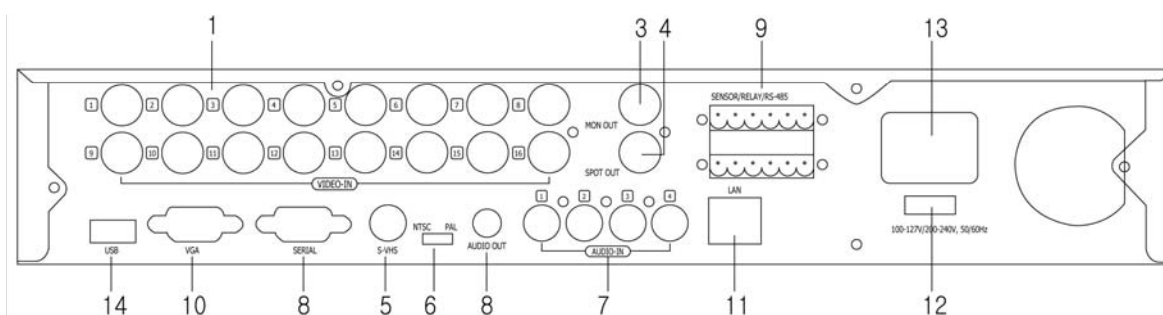 1 3 4 9 13
1 2 3 4 5 6 7 8
MON OUT
SENSOR/RELAY/RS-485
9 10 11 12 13 14 15 16
SPOT OUT
VIDEO-IN
1 2 3 4
LAN
NTSC PAL
100-127V/200-240V, 50/60Hz
USB VGA SERIAL S-VHS AUDIO OUT AUDIO-IN
14 10 8 5 6 8 7 11 12